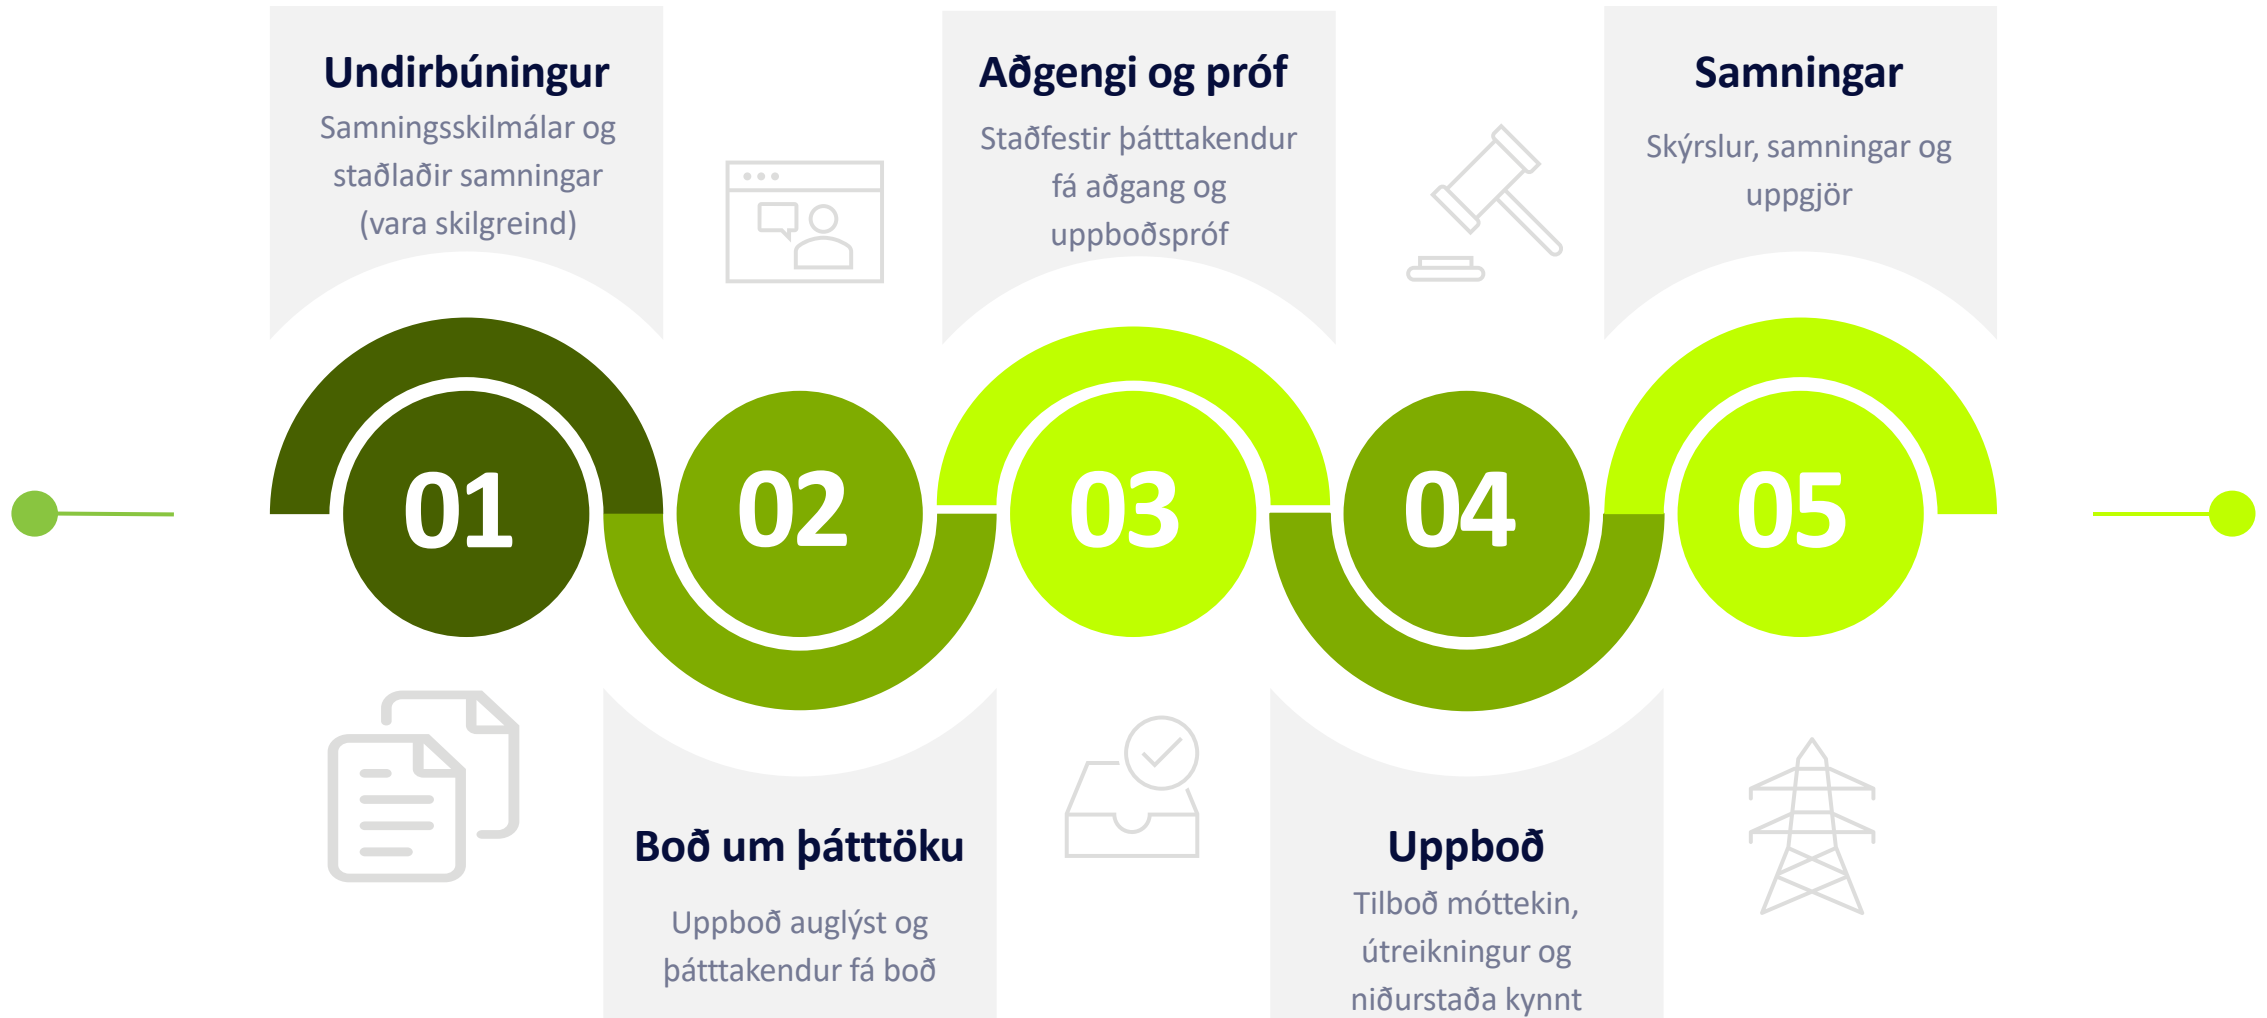 Undirbúningur
Samningsskilmálar og
staðlaðir samningar
(vara skilgreind)
01
Boð um þátttöku
Uppboð auglýst og
þátttakendur fá boð
02
Aðgengi og próf
Staðfestir þátttakendur
fá aðgang og
uppboðspróf
03
Uppboð
Tilboð móttekin,
útreikningur og
niðurstaða kynnt
04
Samningar
Skýrslur, samningar og
uppgjör
05